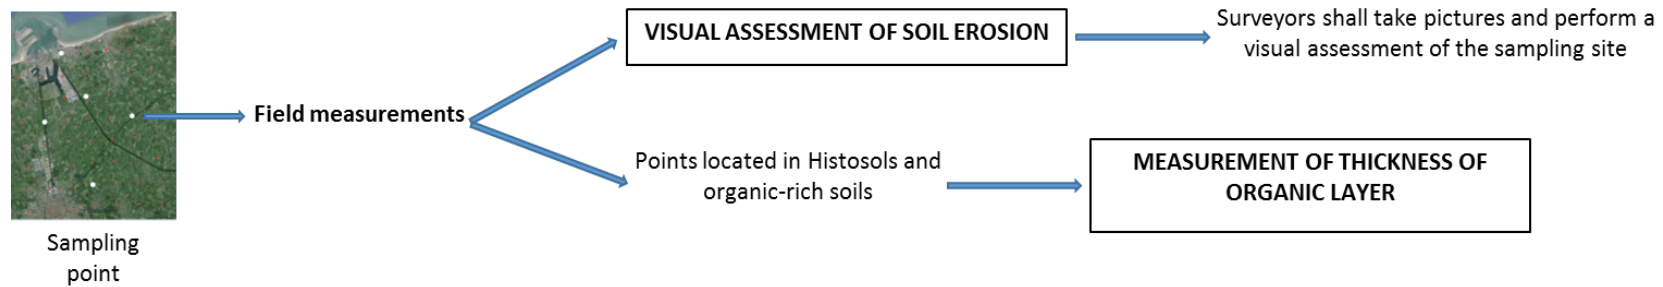 Sampling
point
Field measurements
VISUAL ASSESSMENT OF SOIL EROSION
Surveyors shall take pictures and perform a
visual assessment of the sampling site
Points located in Histosols and
organic-rich soils
MEASUREMENT OF THICKNESS OF
ORGANIC LAYER